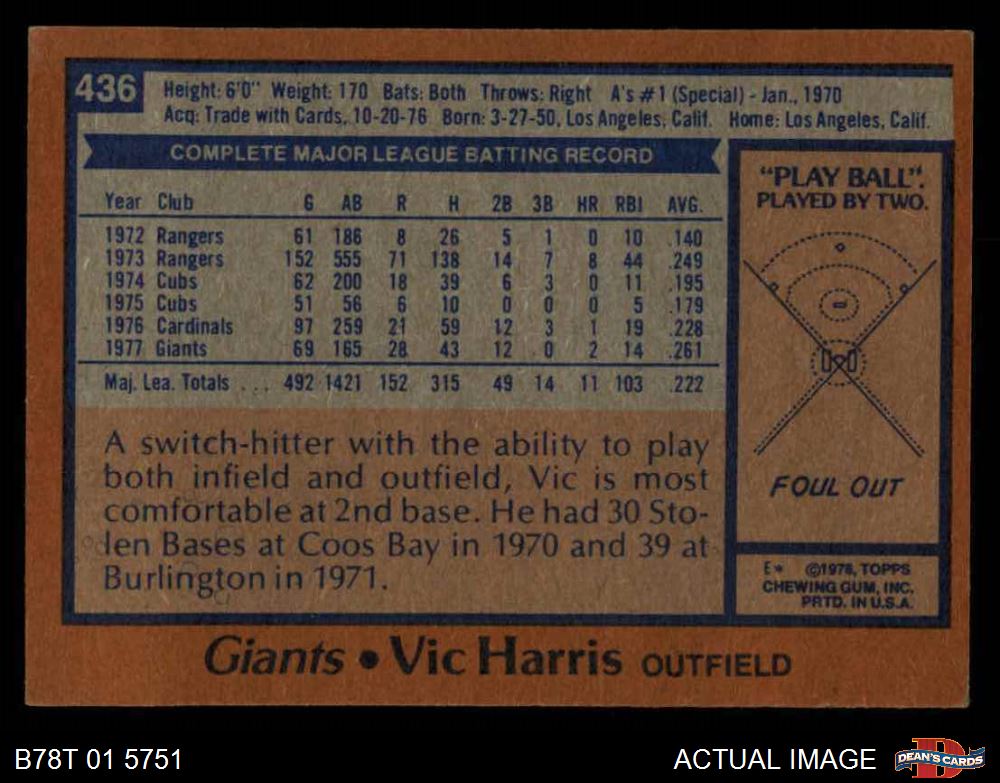 436
Height: 6'0" Weight: 170 Bats: Both Throws: Right A's #1 (Special) - Jan., 1970
Acq: Trade with Cards, 10-20-76 Born: 3-27-50, Los Angeles, Calif. Home: Los Angeles, Calif.
COMPLETE MAJOR LEAGUE BATTING RECORD
Year Club G AB R H 2B 3B HR RBI AVG.
1972 Rangers 61 186 8 26 5 1 0 10 .140
1973 Rangers 152 555 71 138 14 7 8 44 .249
1974 Cubs 62 200 18 39 6 3 0 11 .195
1975 Cubs 51 56 6 10 0 0 0 5 .179
1976 Cardinals 97 259 21 59 12 3 1 19 .228
1977 Giants 69 165 28 43 12 0 2 14 .261
Maj. Lea. Totals ... 492 1421 152 315 49 14 11 103 .222
A switch-hitter with the ability to play
both infield and outfield, Vic is most
comfortable at 2nd base. He had 30 Sto-
len Bases at Coos Bay in 1970 and 39 at
Burlington in 1971.
"PLAY BALL".
PLAYED BY TWO.
FOUL OUT
E* ©1978, TOPPS
CHEWING GUM, INC.
PRTD. IN U.S.A.
Giants • Vic Harris OUTFIELD
B78T 01 5751
ACTUAL IMAGE
D
DEAN'S CARDS